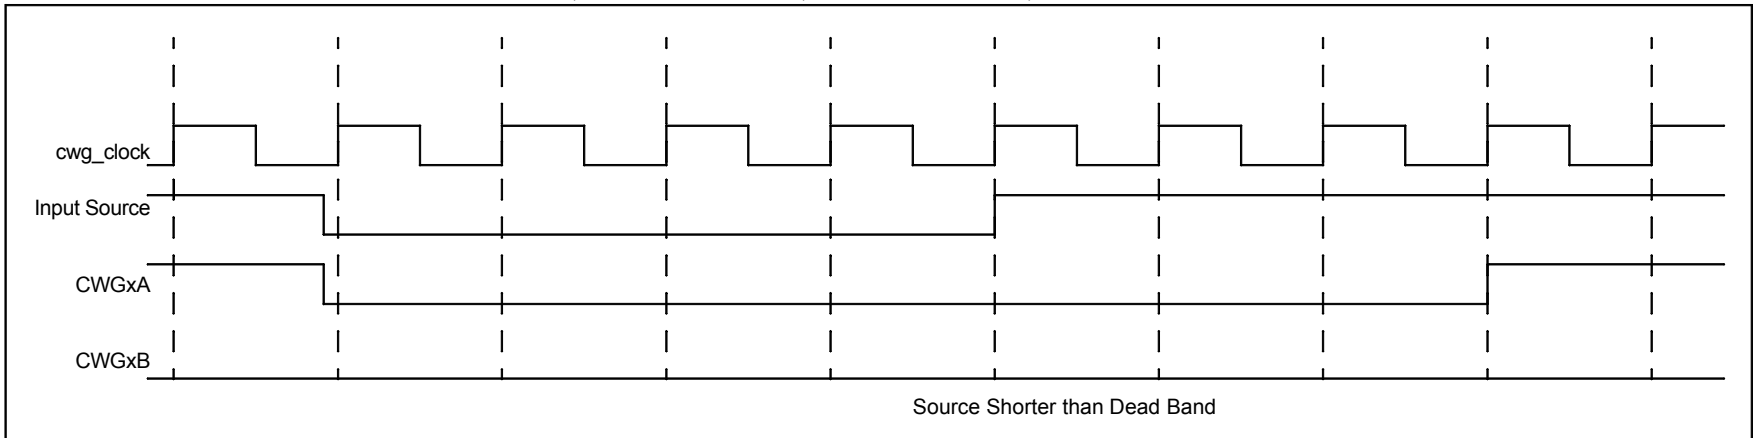 cwg_clock
Input Source
CWGxA
CWGxB
Source Shorter than Dead Band